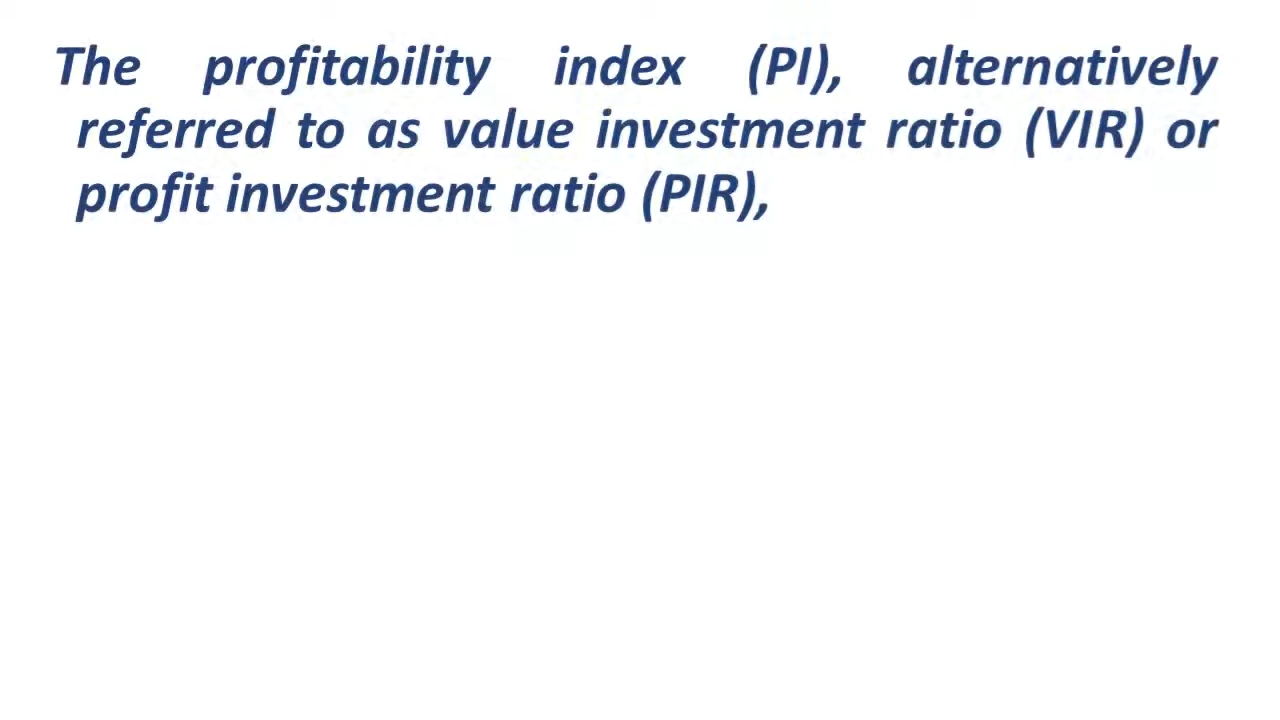 The profitability index (PI), alternatively
referred to as value investment ratio (VIR) or
profit investment ratio (PIR),